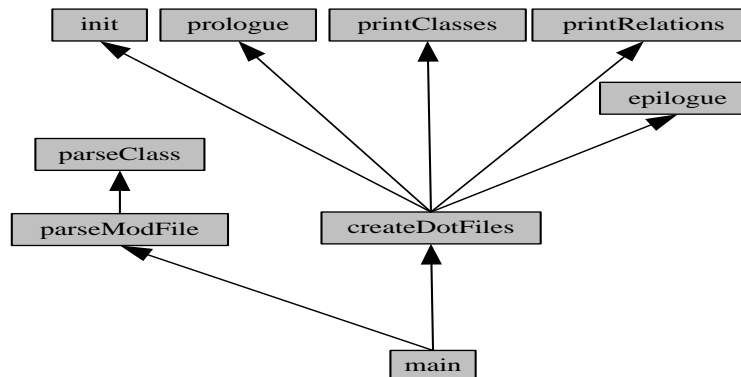 init
prologue
printClasses
printRelations
epilogue
parseClass
parseModFile
createDotFiles
main